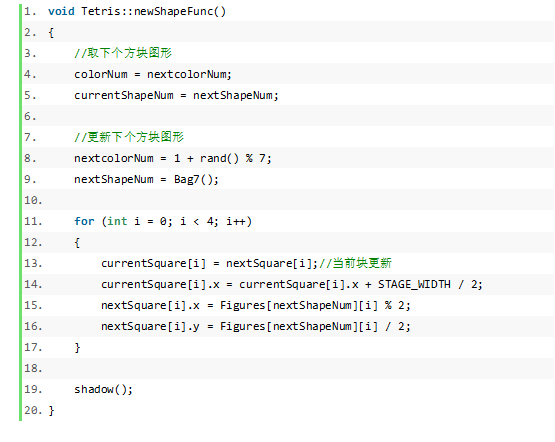 1. void Tetris::newShapeFunc()
2. {
3.     //取下个方块图形
4.     colorNum = nextcolorNum;
5.     currentShapeNum = nextShapeNum;
6.
7.     //更新下个方块图形
8.     nextcolorNum = 1 + rand() % 7;
9.     nextShapeNum = Bag7();
10.
11.     for (int i = 0; i < 4; i++)
12.     {
13.         currentSquare[i] = nextSquare[i];//当前块更新
14.         currentSquare[i].x = currentSquare[i].x + STAGE_WIDTH / 2;
15.         nextSquare[i].x = Figures[nextShapeNum][i] % 2;
16.         nextSquare[i].y = Figures[nextShapeNum][i] / 2;
17.     }
18.
19.     shadow();
20. }